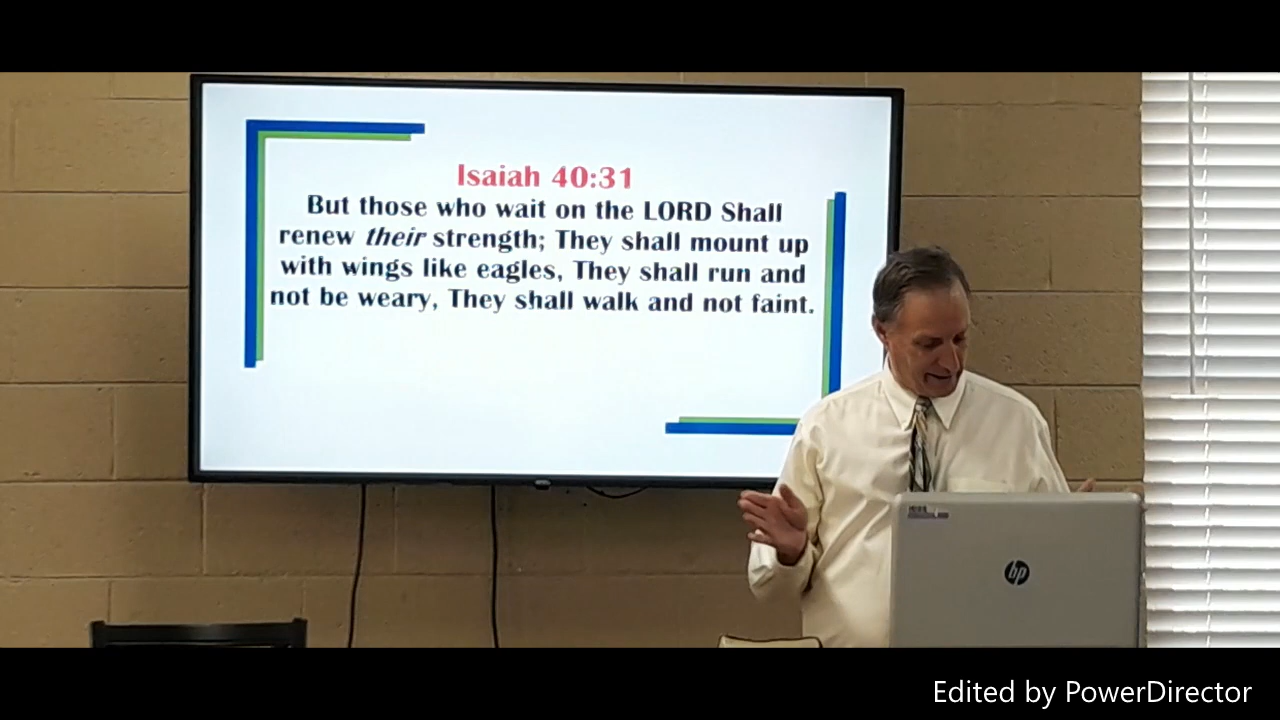 Isaiah 40:31
But those who wait on the LORD Shall
renew their strength; They shall mount up
with wings like eagles, They shall run and
not be weary, They shall walk and not faint.
hp
Edited by PowerDirector